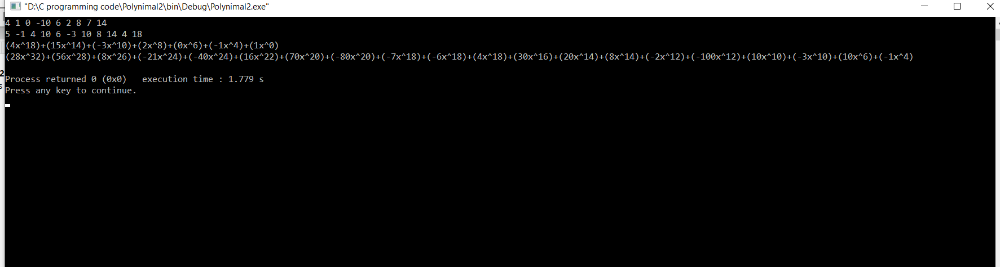 "D:\C programming code\Polynimal2\bin\Debug\Polynimal2.exe"
4 1 0 -10 6 2 8 7 14
5 -1 4 10 6 -3 10 8 14 4 18
(4x^18)+(15x^14)+(-3x^10)+(2x^8)+(0x^6)+(-1x^4)+(1x^0)
(28x^32)+(56x^28)+(8x^26)+(-21x^24)+(-40x^24)+(16x^22)+(70x^20)+(-80x^20)+(-7x^18)+(-6x^18)+(4x^18)+(30x^16)+(20x^14)+(8x^14)+(-2x^12)+(-100x^12)+(10x^10)+(-3x^10)+(10x^6)+(-1x^4)
2
s
Process returned 0 (0x0)   execution time : 1.779 s
Press any key to continue.